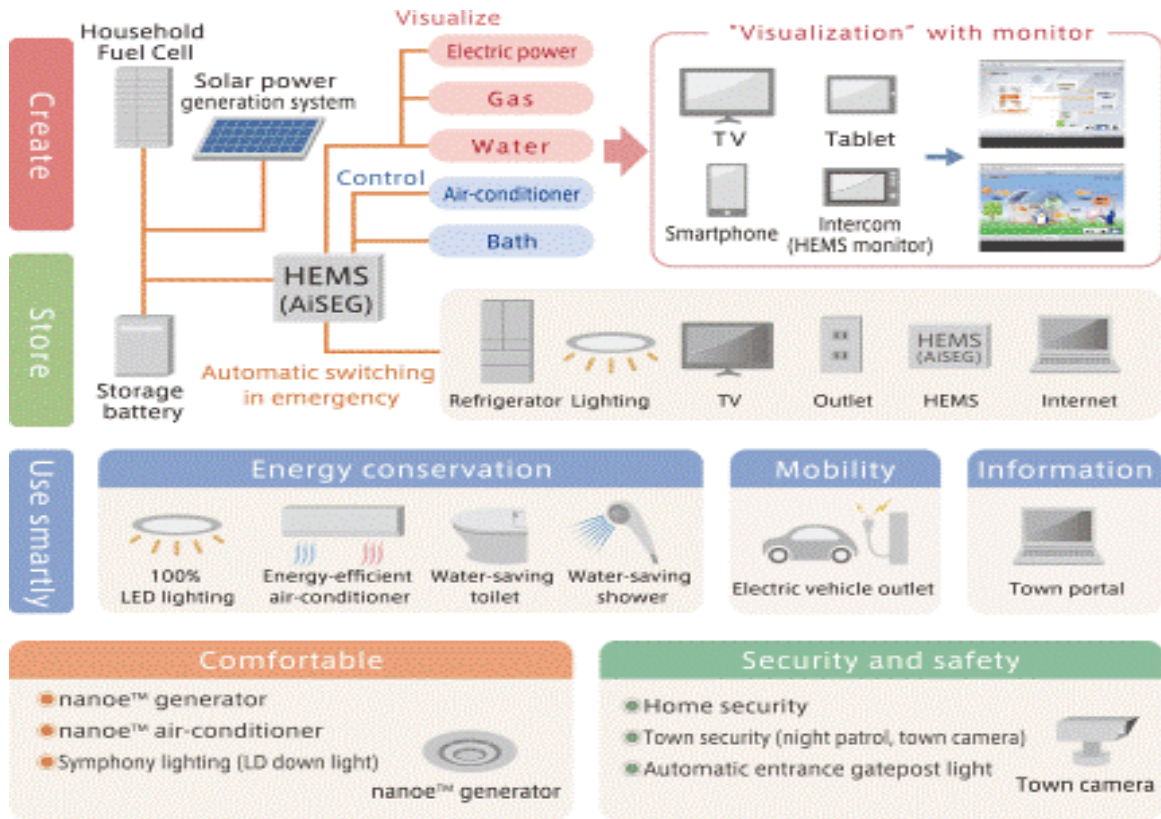 Create
Household
Fuel Cell
Solar power
generation system
Visualize
Electric power
Gas
Water
Control
Air-conditioner
Bath
"Visualization" with monitor
TV
Tablet
Smartphone
Intercom
(HEMS monitor)
Store
HEMS
(AiSEG)
Storage
battery
Automatic switching
in emergency
Refrigerator
Lighting
TV
Outlet
HEMS
(AiSEG)
HEMS
Internet
Use smartly
Energy conservation
100%
LED lighting
Energy-efficient
air-conditioner
Water-saving
toilet
Water-saving
shower
Mobility
Electric vehicle outlet
Information
Town portal
Comfortable
nanoe™ generator
nanoe™ air-conditioner
Symphony lighting (LD down light)
nanoe™ generator
Security and safety
Home security
Town security (night patrol, town camera)
Automatic entrance gatepost light
Town camera